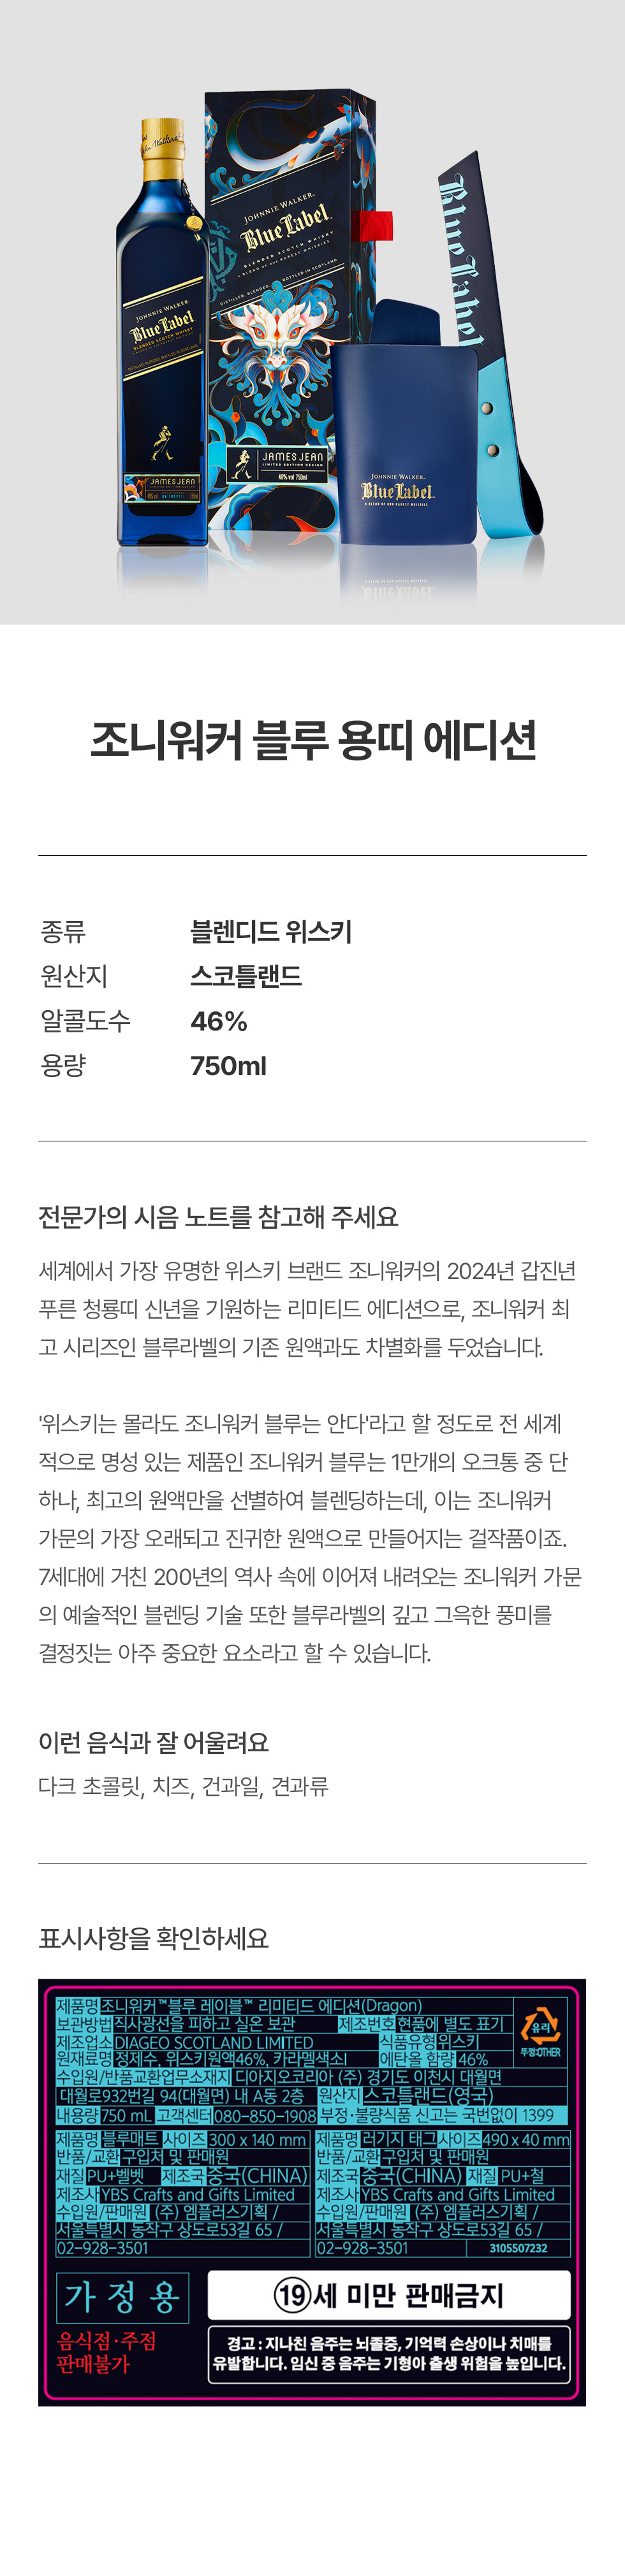 JOHNNIE WALKER.
Blue Label
BLENDED SCOTCH WHISKY
A BLEND OF OUR RAREST WHISKIES
DISTILLED, BLENDED, BOTTLED IN SCOTLAND
JAMES JEAN
LIMITED EDITION DESIGN
46% vol 750ml
JOHNNIE WALKER.
Blue Label
BLENDED SCOTCH WHISKY
JAMES JEAN
JOHNNIE WALKER.
Blue Label
A BLEND OF OUR RAREST WHISKIES
Blue Label
조니워커 블루 용띠 에디션
종류 블렌디드 위스키
원산지 스코틀랜드
알콜도수 46%
용량 750ml
전문가의 시음 노트를 참고해 주세요
세계에서 가장 유명한 위스키 브랜드 조니워커의 2024년 갑진년
푸른 청룡띠 신년을 기원하는 리미티드 에디션으로, 조니워커 최
고 시리즈인 블루라벨의 기존 원액과도 차별화를 두었습니다.
'위스키는 몰라도 조니워커 블루는 안다'라고 할 정도로 전 세계
적으로 명성 있는 제품인 조니워커 블루는 1만개의 오크통 중 단
하나, 최고의 원액만을 선별하여 블렌딩하는데, 이는 조니워커
가문의 가장 오래되고 진귀한 원액으로 만들어지는 걸작품이죠.
7세대에 거친 200년의 역사 속에 이어져 내려오는 조니워커 가문
의 예술적인 블렌딩 기술 또한 블루라벨의 깊고 그윽한 풍미를
결정짓는 아주 중요한 요소라고 할 수 있습니다.
이런 음식과 잘 어울려요
다크 초콜릿, 치즈, 건과일, 견과류
표시사항을 확인하세요
제품명 조니워커™ 블루 레이블™ 리미티드 에디션(Dragon)
보관방법 직사광선을 피하고 실온 보관 제조번호 현품에 별도 표기
제조업소 DIAGEO SCOTLAND LIMITED 식품유형 위스키
원재료명 정제수, 위스키원액46%, 카라멜색소I 에탄올 함량 46%
유리
뚜껑:OTHER
수입원/반품교환업무소재지 디아지오코리아 (주) 경기도 이천시 대월면
대월로932번길 94(대월면) 내 A동 2층 원산지 스코틀랜드(영국)
내용량 750 mL 고객센터 080-850-1908 부정·불량식품 신고는 국번없이 1399
제품명 블루매트 사이즈 300 x 140 mm
반품/교환 구입처 및 판매원
재질 PU+벨벳 제조국 중국(CHINA)
제조사 YBS Crafts and Gifts Limited
수입원/판매원 (주) 엠플러스기획 /
서울특별시 동작구 상도로53길 65 /
02-928-3501
제품명 러기지 태그 사이즈 490 x 40 mm
반품/교환 구입처 및 판매원
제조국 중국(CHINA) 재질 PU+철
제조사 YBS Crafts and Gifts Limited
수입원/판매원 (주) 엠플러스기획 /
서울특별시 동작구 상도로53길 65 /
02-928-3501 3105507232
가 정 용
음식점·주점
판매불가
19세 미만 판매금지
경고 : 지나친 음주는 뇌졸중, 기억력 손상이나 치매를
유발합니다. 임신 중 음주는 기형아 출생 위험을 높입니다.